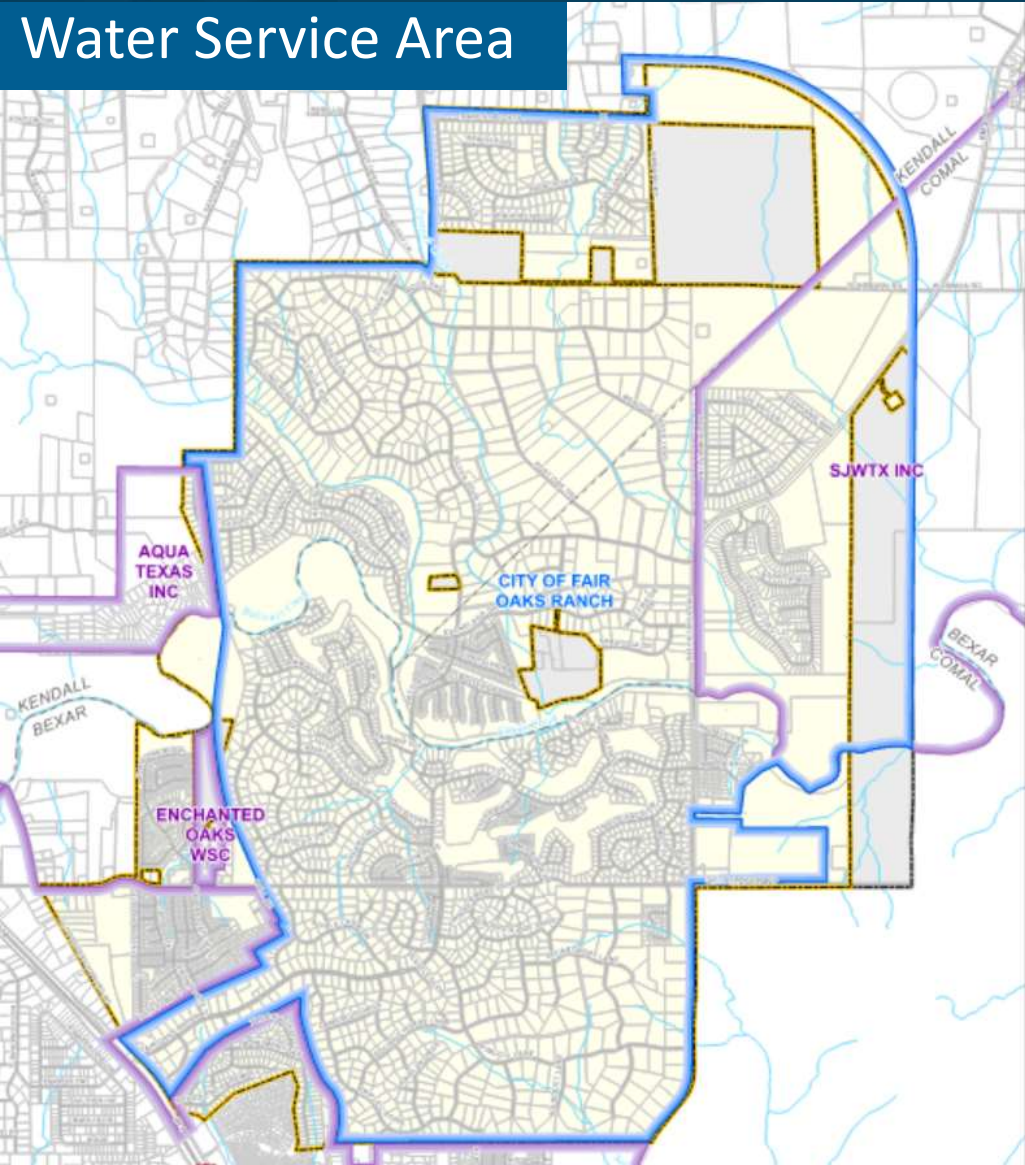 Water Service Area
KENDALL
COMAL
SJWTX INC
AQUA
TEXAS
INC
CITY OF FAIR
OAKS RANCH
BEXAR
COMAL
KENDALL
BEXAR
ENCHANTED
OAKS
WSC